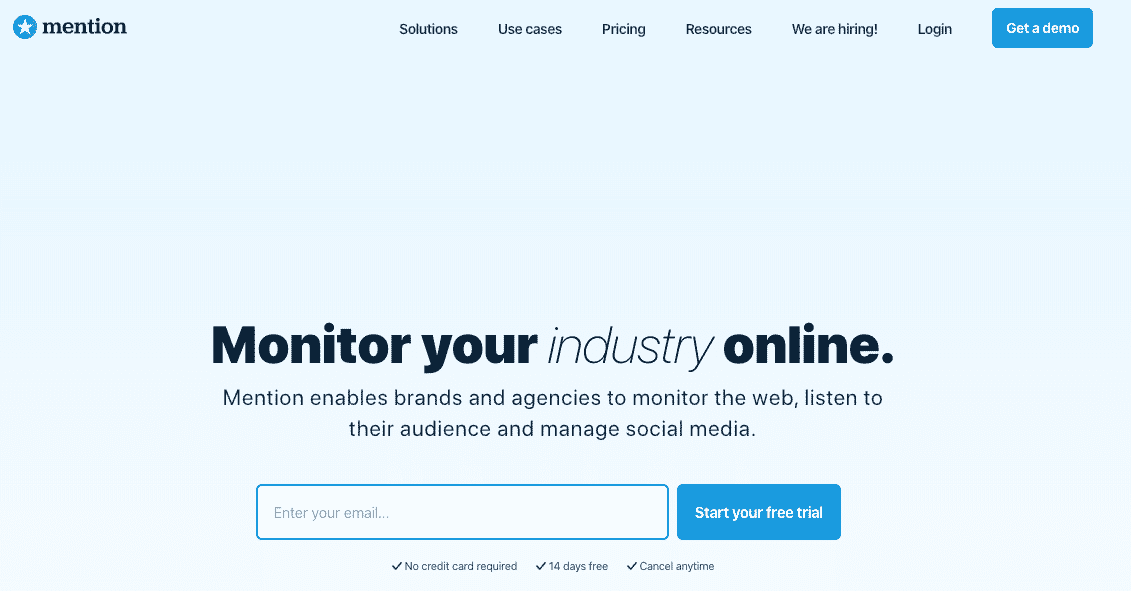 mention
Solutions Use cases Pricing Resources We are hiring! Login Get a demo
Monitor your industry online.
Mention enables brands and agencies to monitor the web, listen to
their audience and manage social media.
Enter your email... Start your free trial
No credit card required 14 days free Cancel anytime